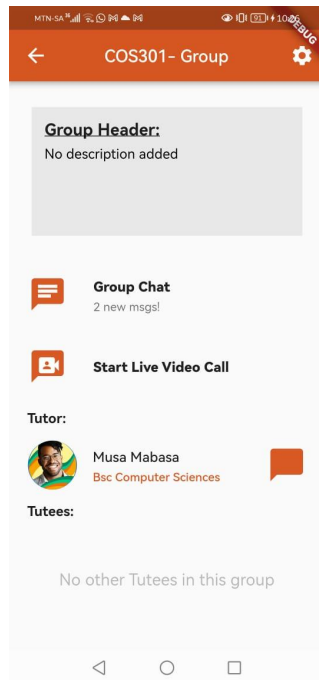 MTN-SA
91
DEBUG
COS301- Group
Group Header:
No description added
Group Chat
2 new msgs!
Start Live Video Call
Tutor:
Musa Mabasa
Bsc Computer Sciences
Tutees:
No other Tutees in this group